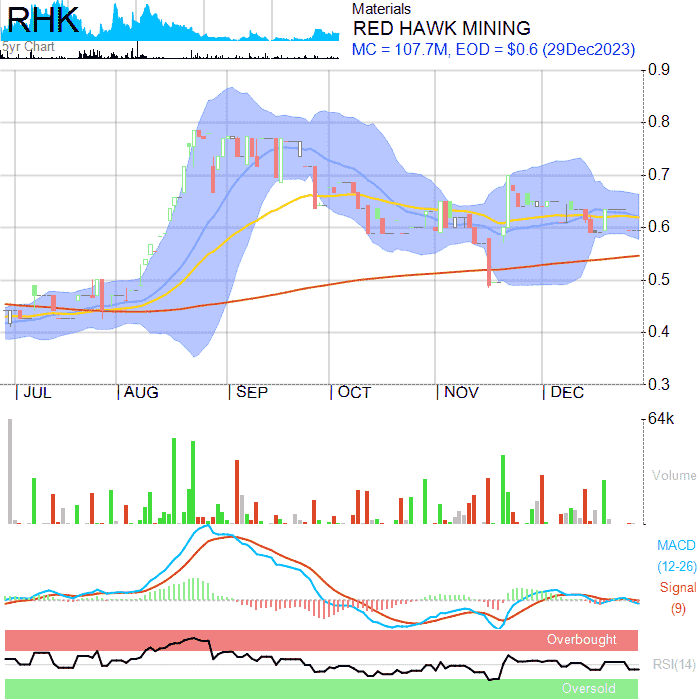 RHK
5yr Chart
Materials
RED HAWK MINING
MC = 107.7M, EOD = $0.6 (29Dec2023)
0.9
0.8
0.7
0.6
0.5
0.4
0.3
JUL AUG SEP OCT NOV DEC
64k
Volume
MACD
(12-26)
Signal
(9)
Overbought
RSI(14)
Oversold